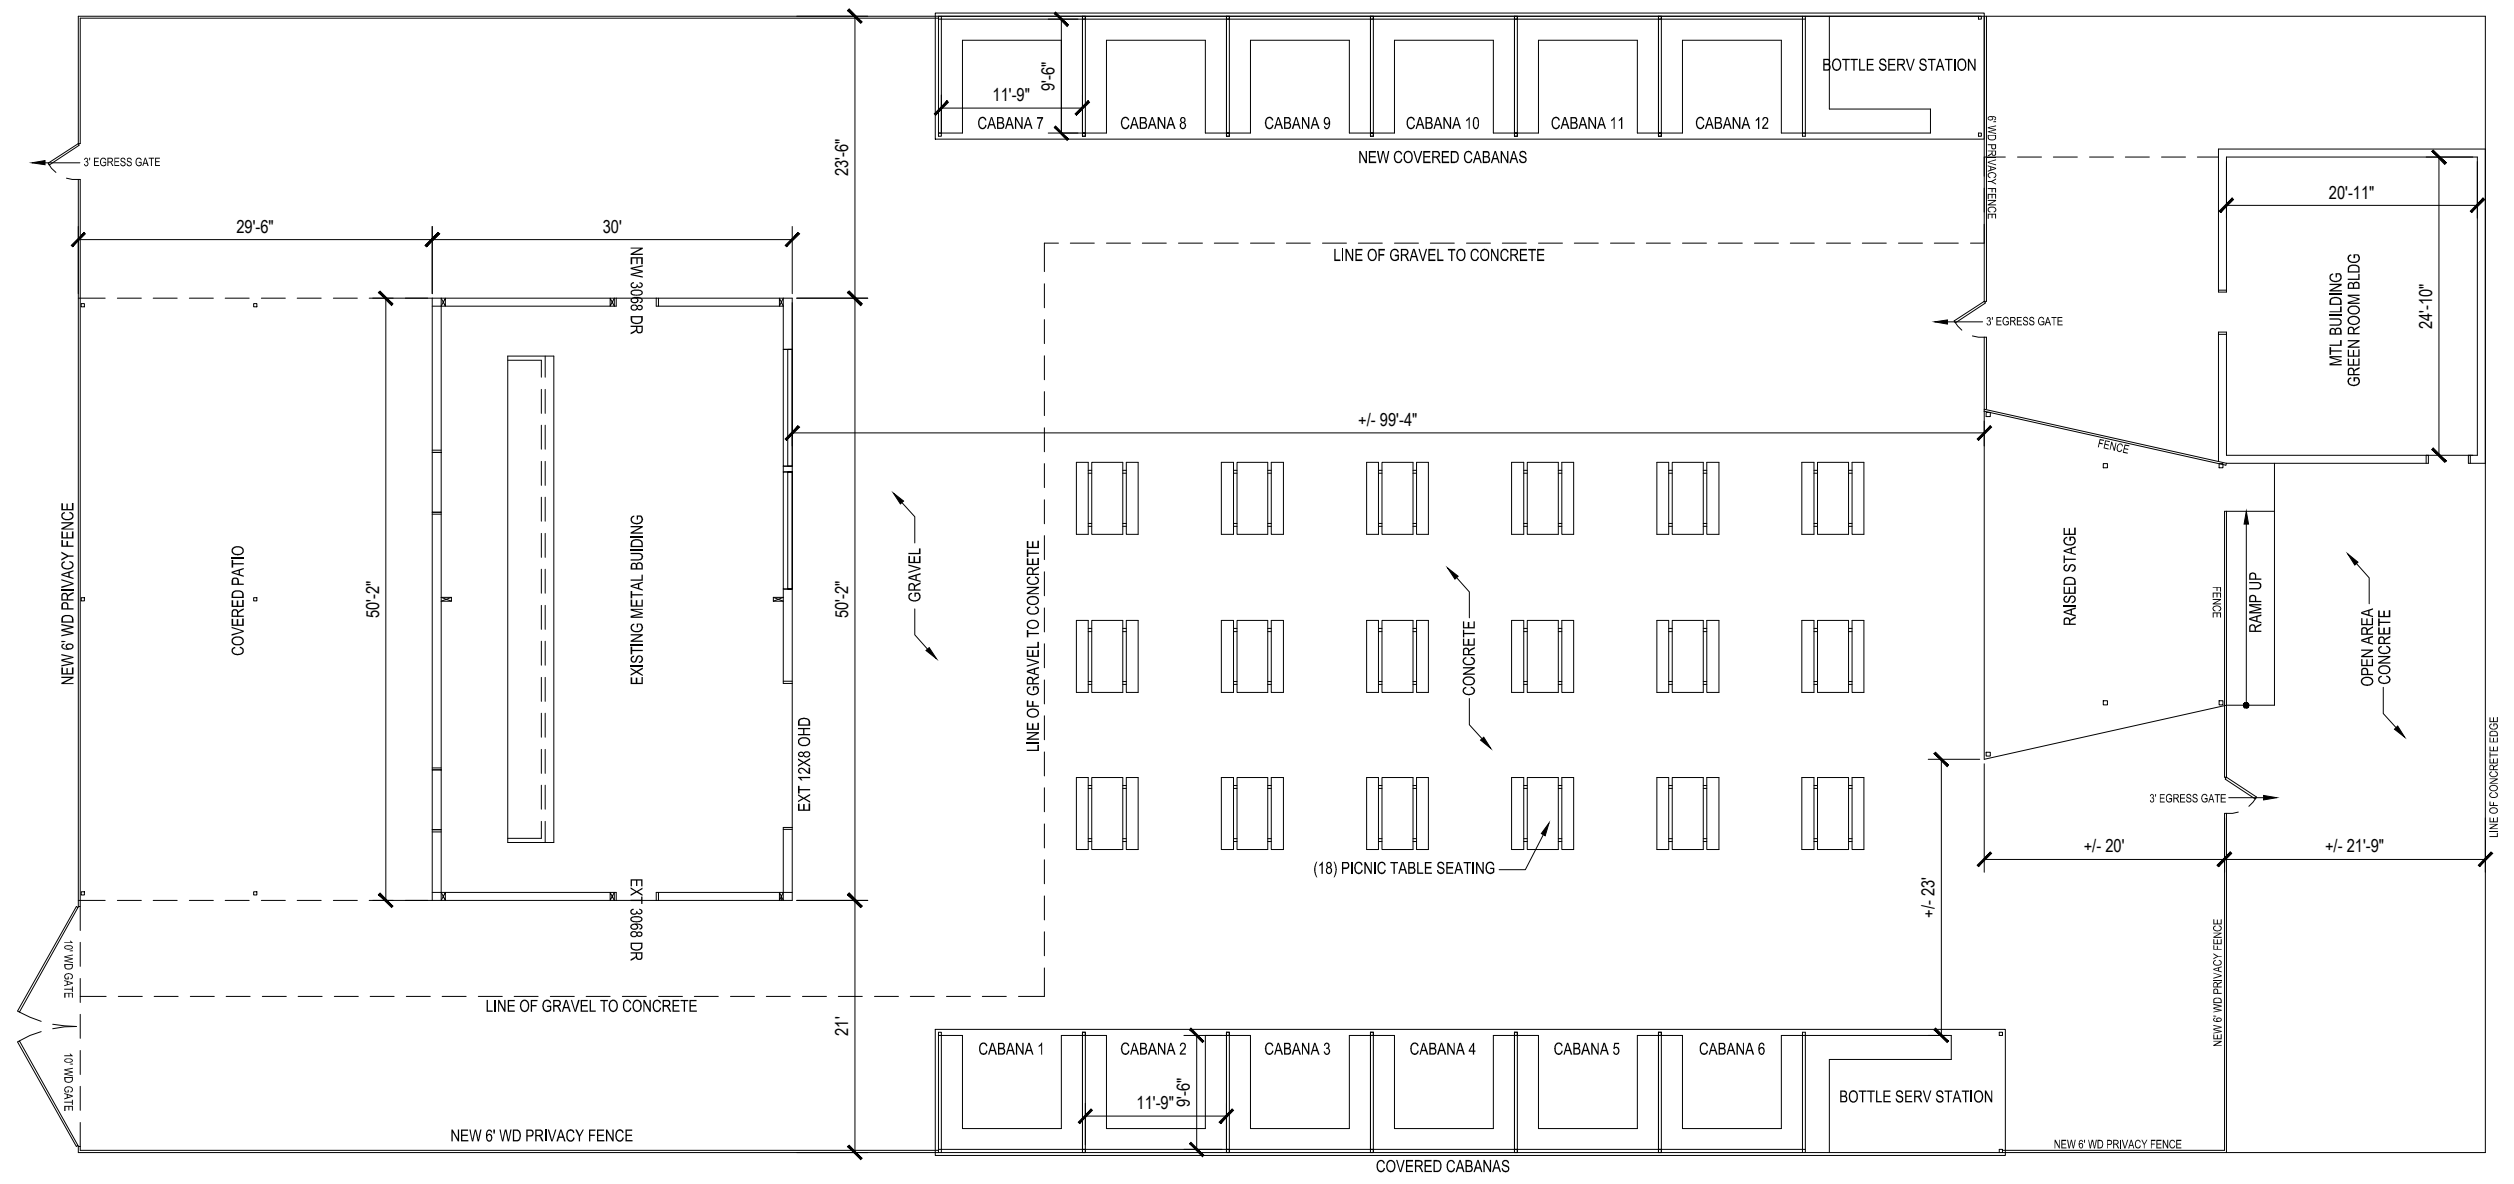 BOTTLE SERV STATION
9'-6"
11'-9"
CABANA 7
CABANA 8
CABANA 9
CABANA 10
CABANA 11
CABANA 12
NEW COVERED CABANAS
6' WD PRIVACY FENCE
3' EGRESS GATE
23'-6"
29'-6"
30'
20'-11"
NEW 3068 DR
LINE OF GRAVEL TO CONCRETE
MTL BUILDING
GREEN ROOM BLDG
24'-10"
3' EGRESS GATE
+/- 99'-4"
FENCE
NEW 6' WD PRIVACY FENCE
COVERED PATIO
50'-2"
EXISTING METAL BUIDING
50'-2"
GRAVEL
LINE OF GRAVEL TO CONCRETE
CONCRETE
RAISED STAGE
FENCE
RAMP UP
OPEN AREA
CONCRETE
EXT 12X8 OHD
LINE OF CONCRETE EDGE
3' EGRESS GATE
+/- 20'
+/- 21'-9"
(18) PICNIC TABLE SEATING
+/- 23'
EXT 3068 DR
10' WD GATE
10' WD GATE
LINE OF GRAVEL TO CONCRETE
21'
NEW 6' WD PRIVACY FENCE
CABANA 1
CABANA 2
CABANA 3
CABANA 4
CABANA 5
CABANA 6
11'-9"
9'-6"
BOTTLE SERV STATION
NEW 6' WD PRIVACY FENCE
NEW 6' WD PRIVACY FENCE
COVERED CABANAS